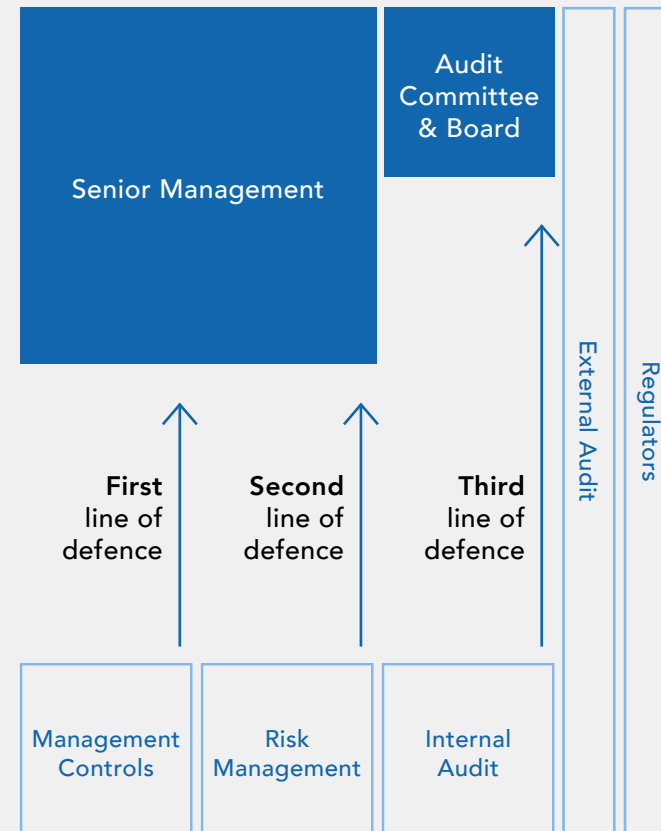 Senior Management
Audit
Committee
& Board
First
line of
defence
Second
line of
defence
Third
line of
defence
External Audit
Regulators
Management
Controls
Risk
Management
Internal
Audit